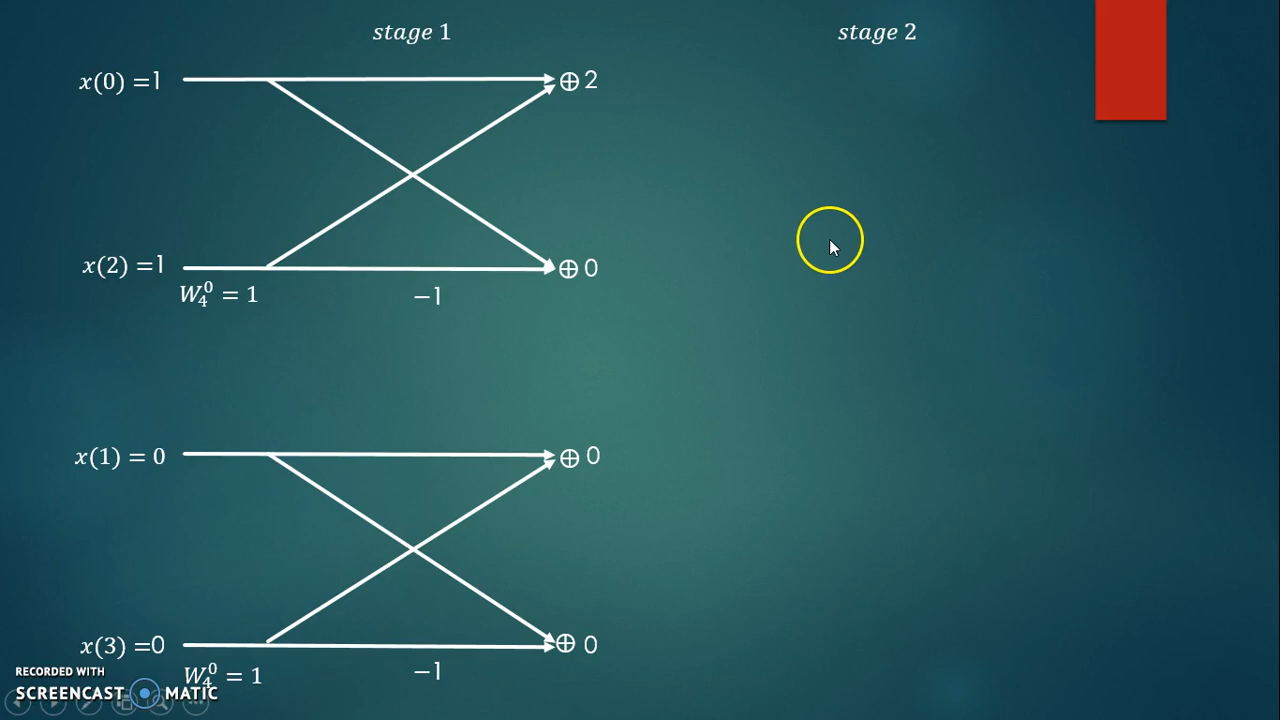 stage 1
stage 2
x(0) =1
⊕ 2
x(2) =1
⊕ 0
W₄⁰ = 1
−1
x(1) = 0
⊕ 0
x(3) =0
⊕ 0
W₄⁰ = 1
−1
RECORDED WITH
SCREENCAST MATIC